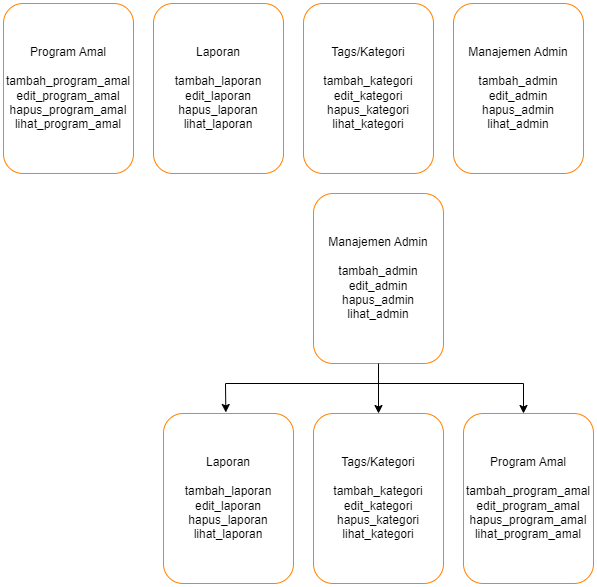 Program Amal
tambah_program_amal
edit_program_amal
hapus_program_amal
lihat_program_amal
Laporan
tambah_laporan
edit_laporan
hapus_laporan
lihat_laporan
Tags/Kategori
tambah_kategori
edit_kategori
hapus_kategori
lihat_kategori
Manajemen Admin
tambah_admin
edit_admin
hapus_admin
lihat_admin
Manajemen Admin
tambah_admin
edit_admin
hapus_admin
lihat_admin
Laporan
tambah_laporan
edit_laporan
hapus_laporan
lihat_laporan
Tags/Kategori
tambah_kategori
edit_kategori
hapus_kategori
lihat_kategori
Program Amal
tambah_program_amal
edit_program_amal
hapus_program_amal
lihat_program_amal